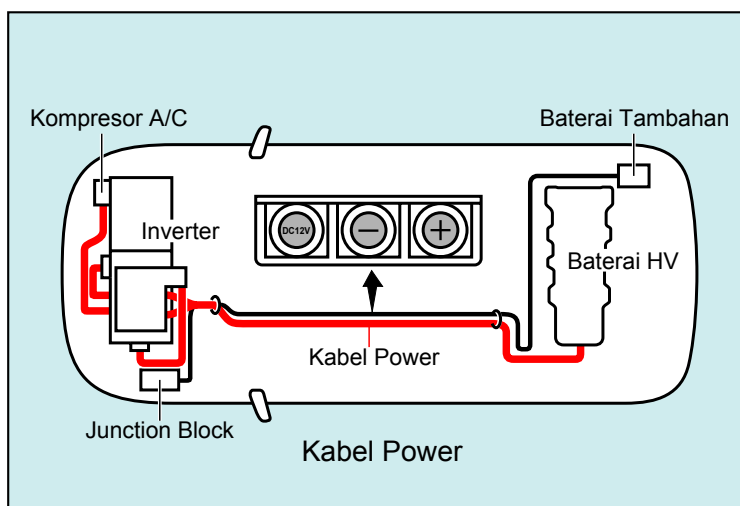 Kompresor A/C
Baterai Tambahan
DC12V
Inverter
Baterai HV
Kabel Power
Junction Block
Kabel Power